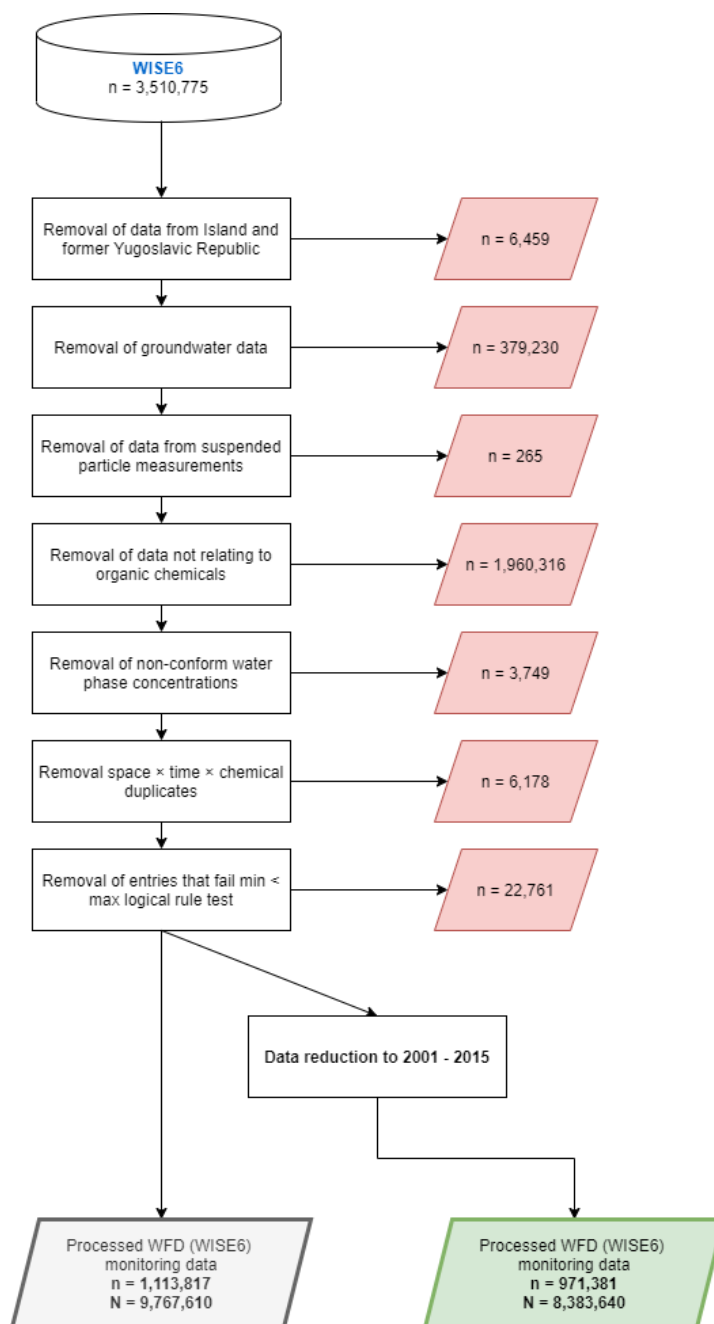 WISE6
n = 3,510,775
Removal of data from Island and
former Yugoslavic Republic
n = 6,459
Removal of groundwater data
n = 379,230
Removal of data from suspended
particle measurements
n = 265
Removal of data not relating to
organic chemicals
n = 1,960,316
Removal of non-conform water
phase concentrations
n = 3,749
Removal space × time × chemical
duplicates
n = 6,178
Removal of entries that fail min <
max logical rule test
n = 22,761
Data reduction to 2001 - 2015
Processed WFD (WISE6)
monitoring data
n = 1,113,817
N = 9,767,610
Processed WFD (WISE6)
monitoring data
n = 971,381
N = 8,383,640